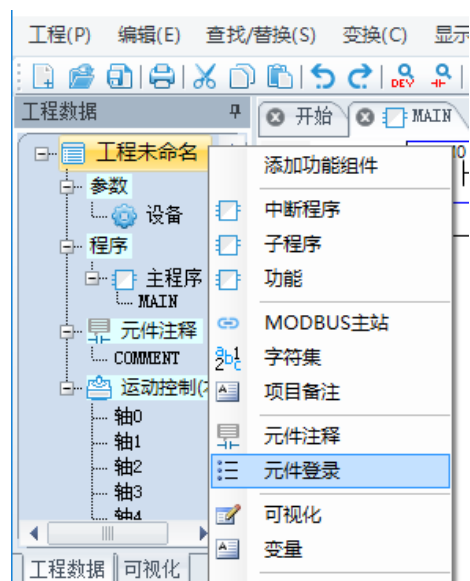 工程(P) 编辑(E) 查找/替换(S) 变换(C) 显示
DEV
工程数据
开始 MAIN
工程未命名
参数
设备
程序
主程序
MAIN
元件注释
COMMENT
运动控制(
轴0
轴1
轴2
轴3
轴4
工程数据 可视化
添加功能组件
中断程序
子程序
功能
MODBUS主站
字符集
项目备注
元件注释
元件登录
可视化
变量